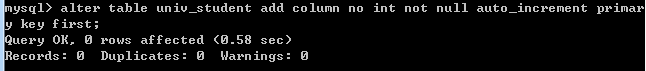 mysql> alter table univ_student add column no int not null auto_increment primar
y key first;
Query OK, 0 rows affected (0.58 sec)
Records: 0  Duplicates: 0  Warnings: 0